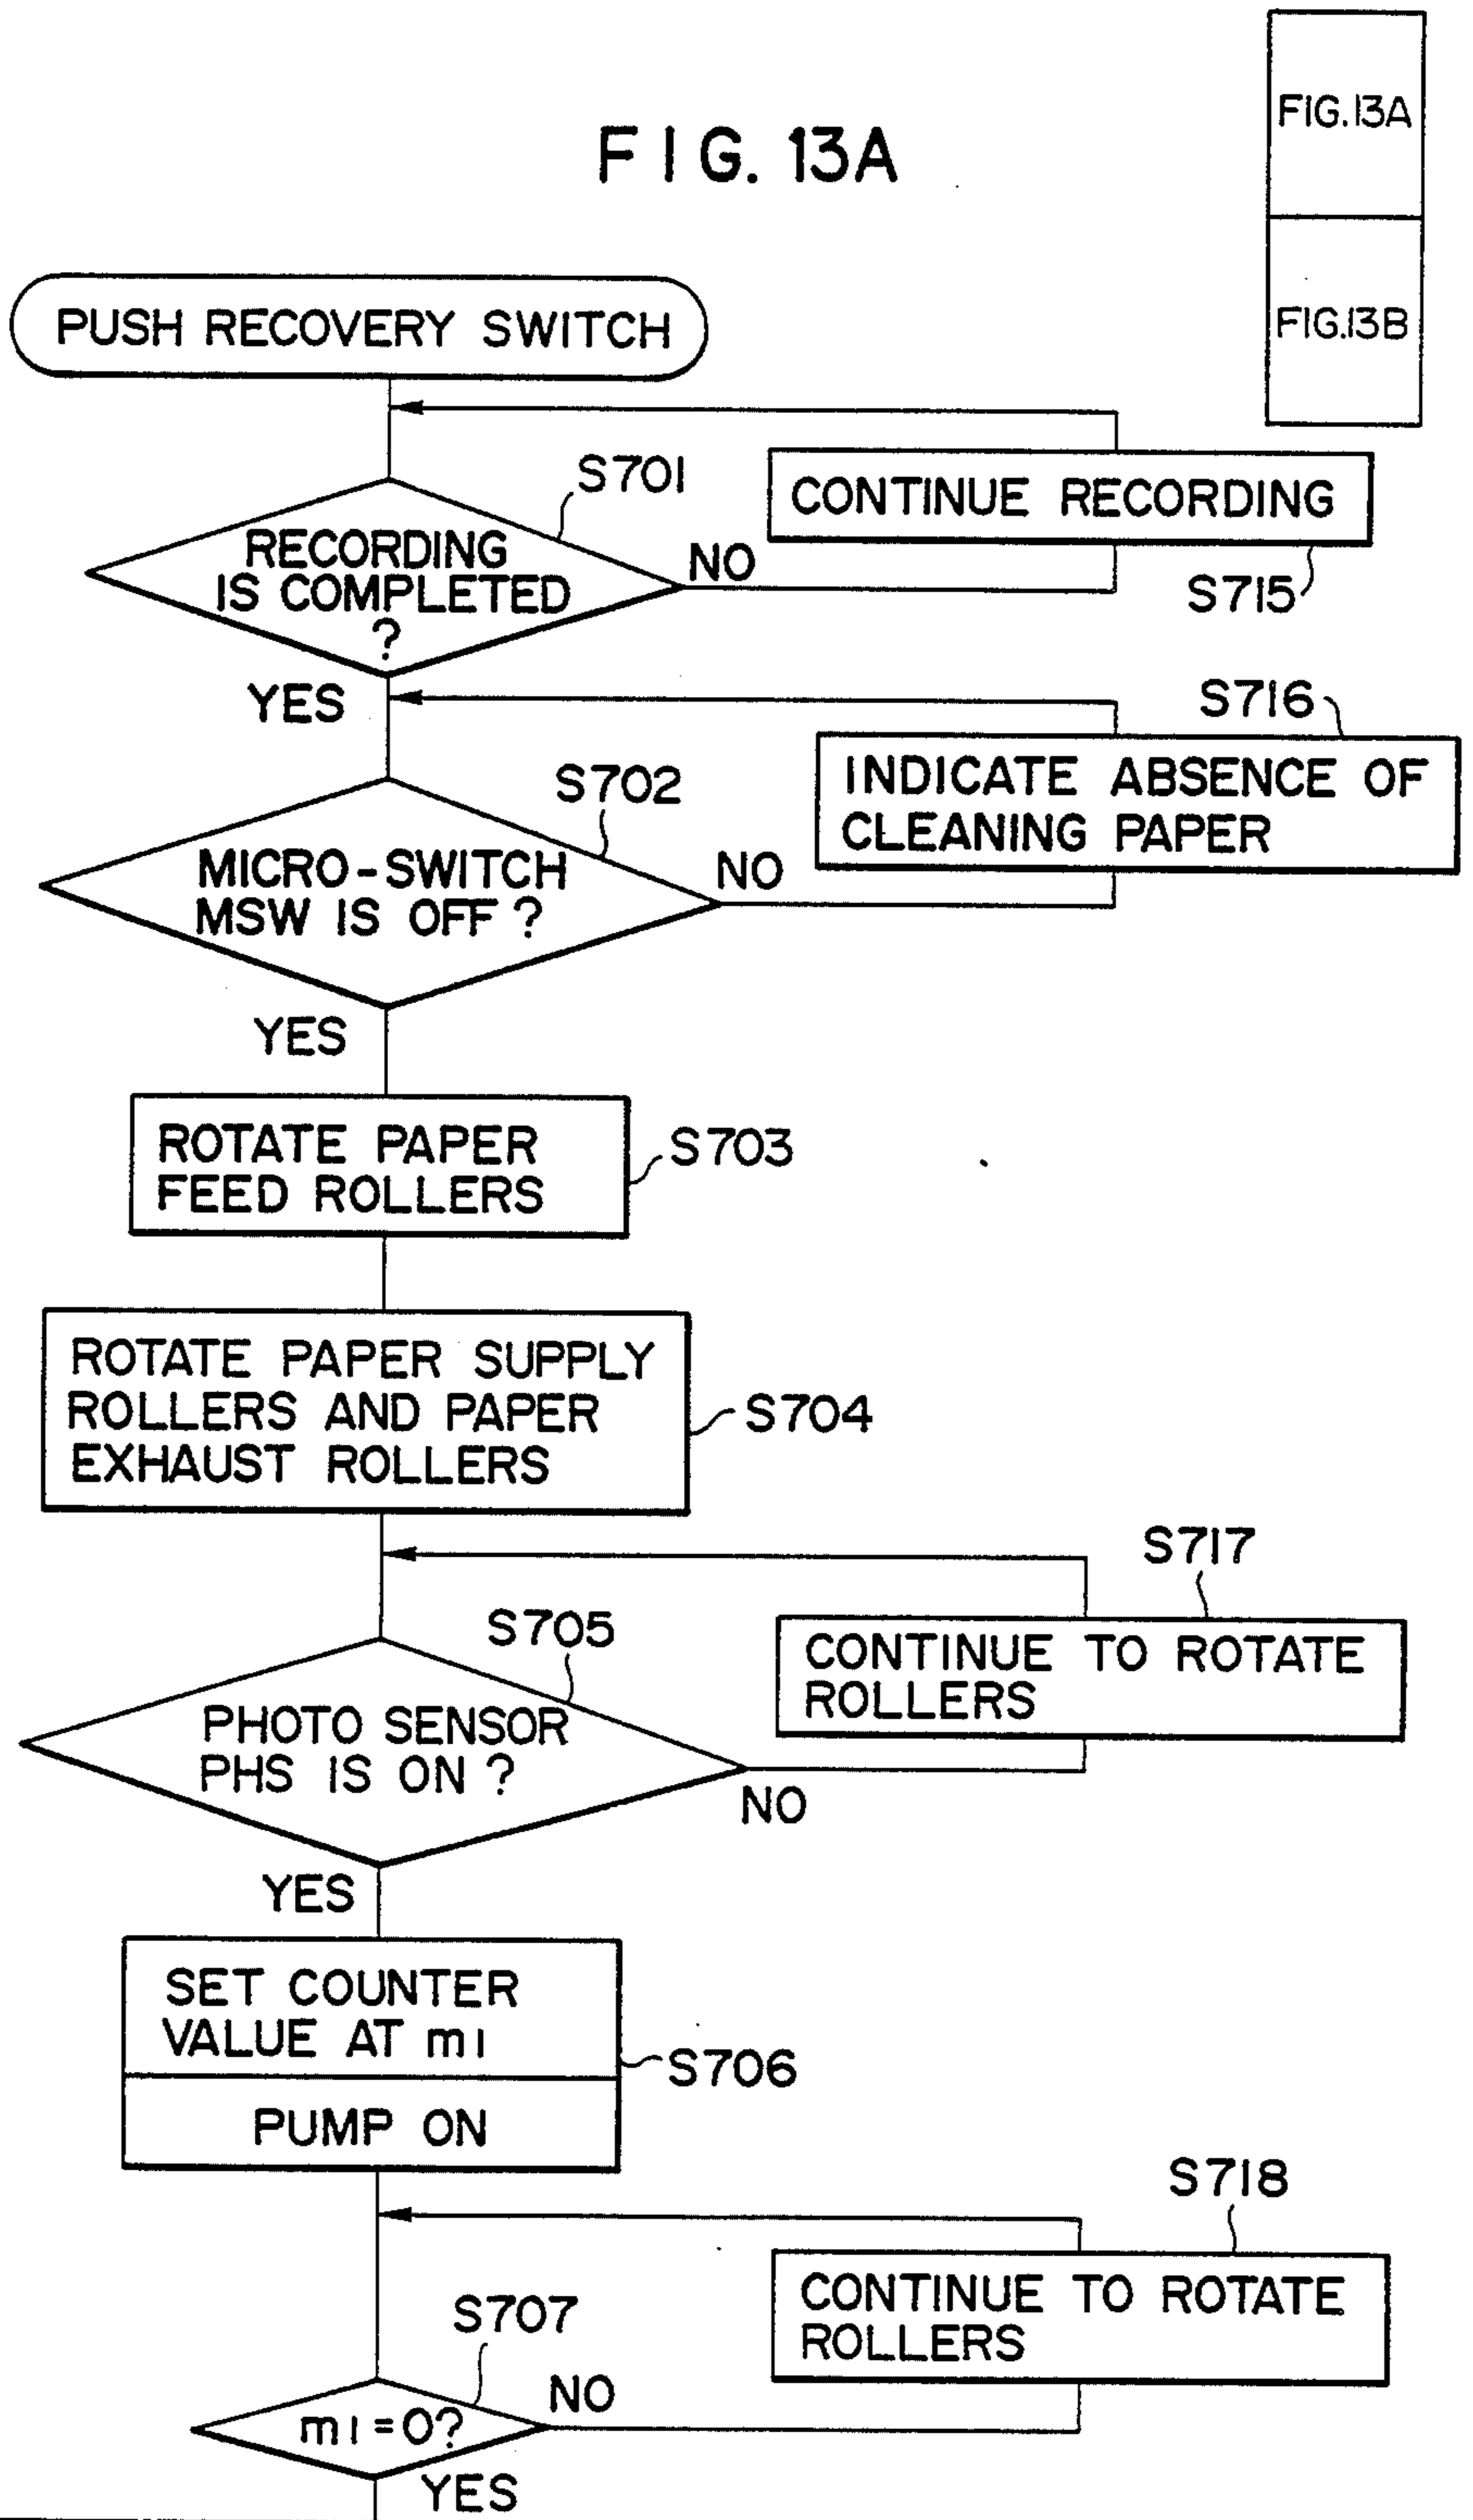 FIG. 13A
FIG. 13A
FIG. 13B
PUSH RECOVERY SWITCH
S701
CONTINUE RECORDING
RECORDING
IS COMPLETED
?
NO
S715
YES
S716
INDICATE ABSENCE OF
CLEANING PAPER
S702
MICRO-SWITCH
MSW IS OFF ?
NO
YES
ROTATE PAPER
FEED ROLLERS
S703
ROTATE PAPER SUPPLY
ROLLERS AND PAPER
EXHAUST ROLLERS
S704
S717
CONTINUE TO ROTATE
ROLLERS
S705
PHOTO SENSOR
PHS IS ON ?
NO
YES
SET COUNTER
VALUE AT m1
S706
PUMP ON
S718
CONTINUE TO ROTATE
ROLLERS
S707
m1=0?
NO
YES